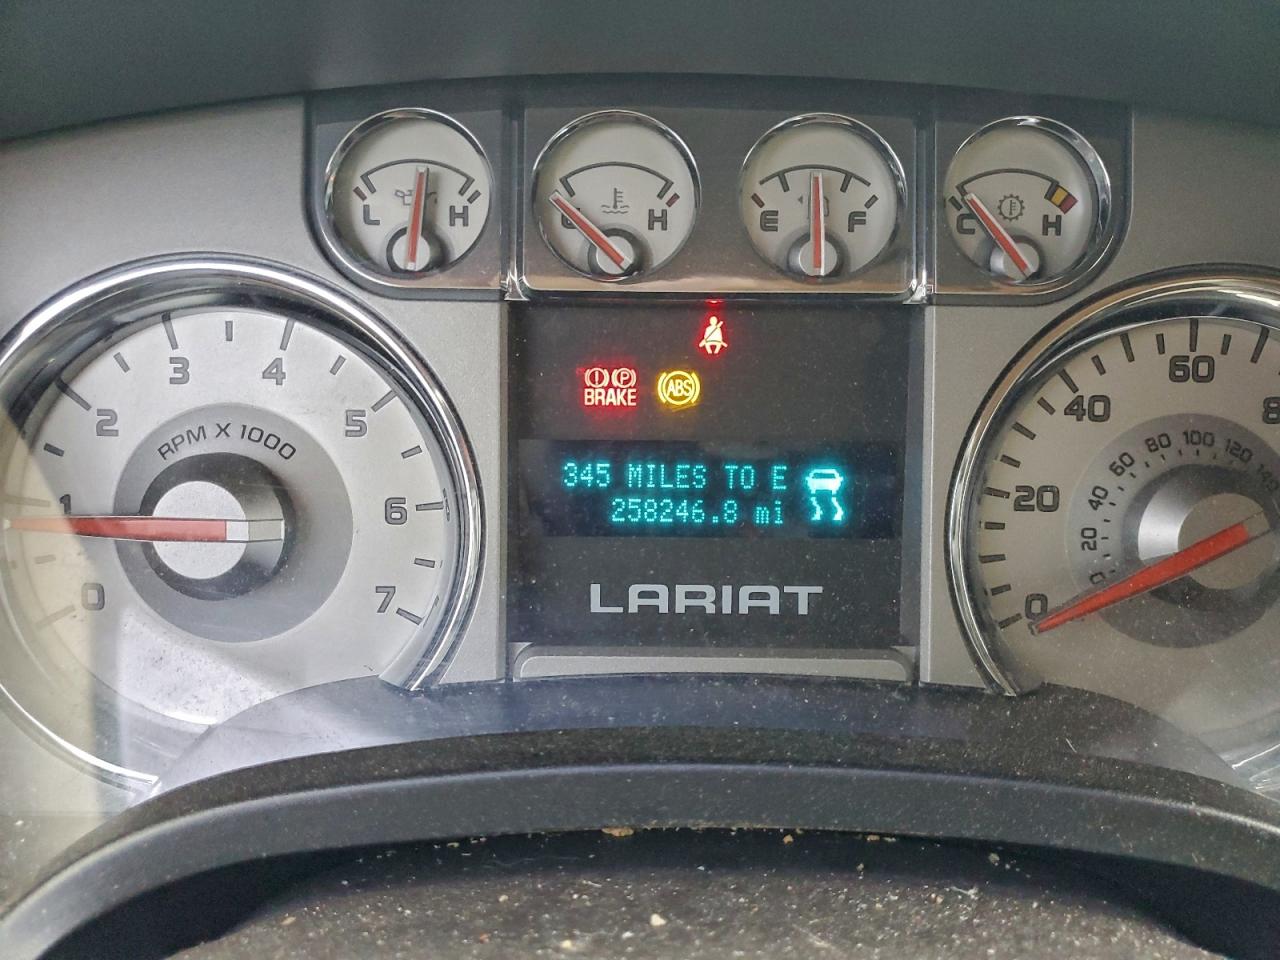 L H
C H
E F
C H
BRAKE
ABS
345 MILES TO E
258246.8 mi
LARIAT
0 1 2 3 4 5 6 7
RPM X 1000
0 20 40 60
0 20 40 60 80 100 120